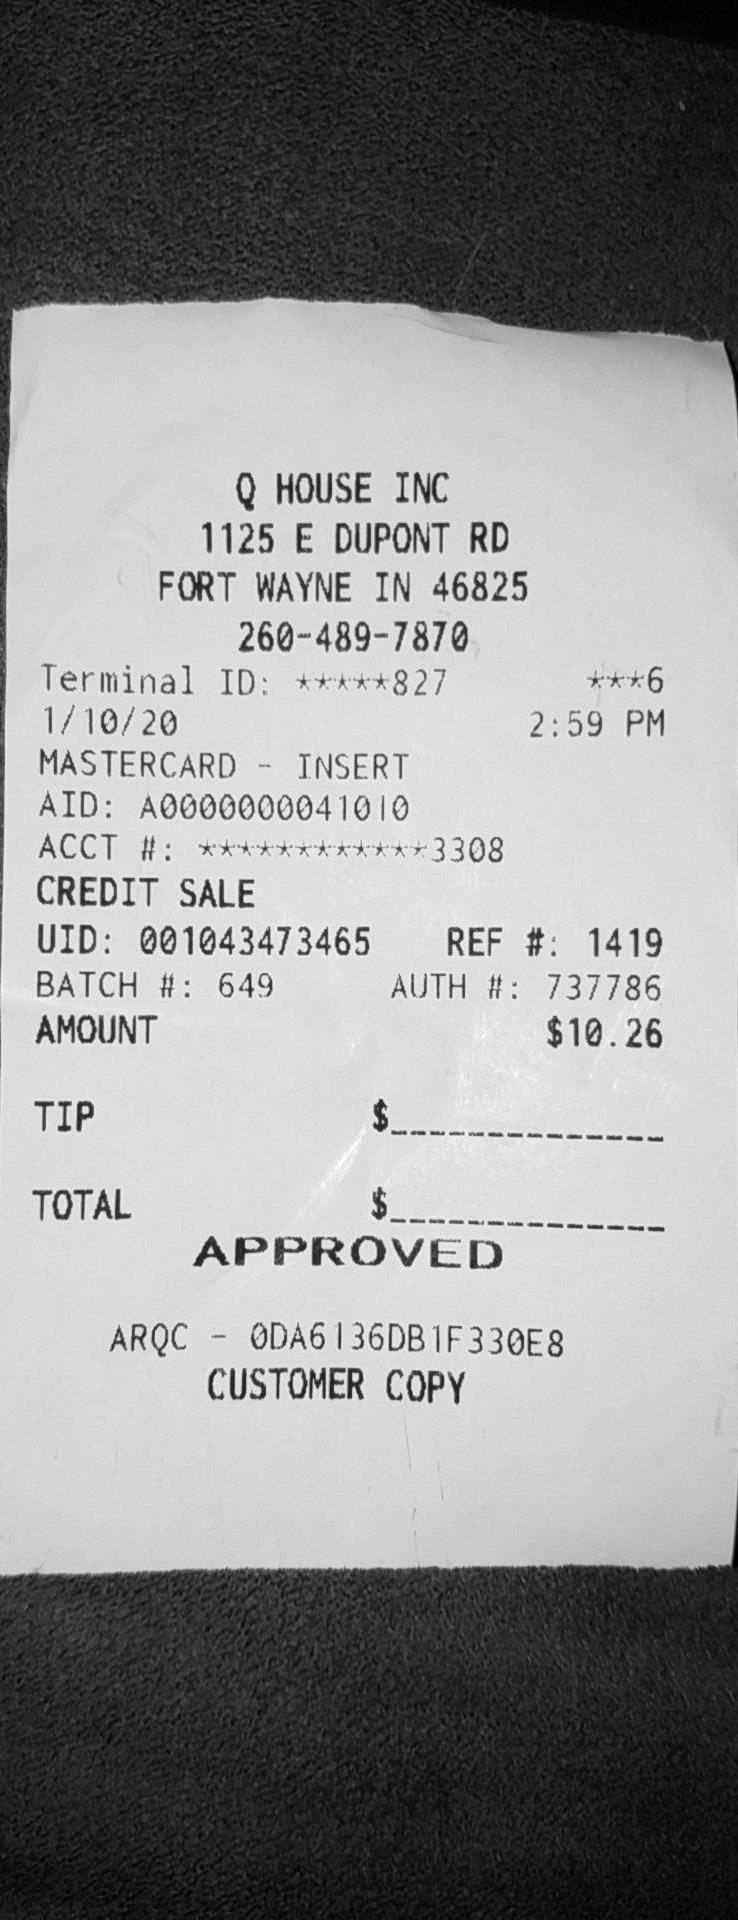 Q HOUSE INC
1125 E DUPONT RD
FORT WAYNE IN 46825
260-489-7870
Terminal ID: *****827 ***6
1/10/20 2:59 PM
MASTERCARD - INSERT
AID: A0000000041010
ACCT #: ************3308
CREDIT SALE
UID: 001043473465 REF #: 1419
BATCH #: 649 AUTH #: 737786
AMOUNT $10.26
TIP $______________
TOTAL $______________
APPROVED
ARQC - 0DA6136DB1F330E8
CUSTOMER COPY